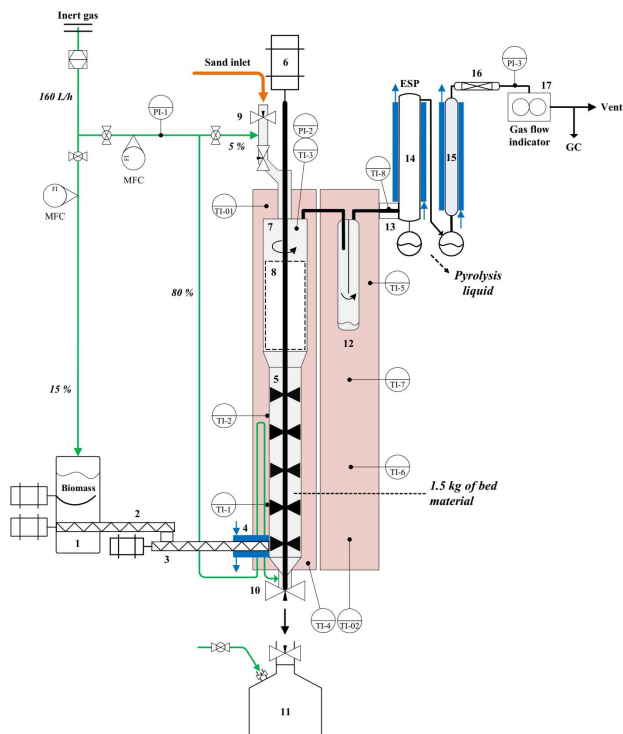 Inert gas
6
Sand inlet
ESP
16
PI-3
17
160 L/h
PI-1
9
PI-2
Vent
5 %
TI-3
14
15
Gas flow
indicator
GC
FI
MFC
FI
MFC
TI-8
TI-01
13
7
8
Pyrolysis
liquid
80 %
TI-5
12
5
TI-7
15 %
TI-2
TI-6
Biomass
1.5 kg of bed
material
TI-1
2
4
1
3
10
TI-4
TI-02
11